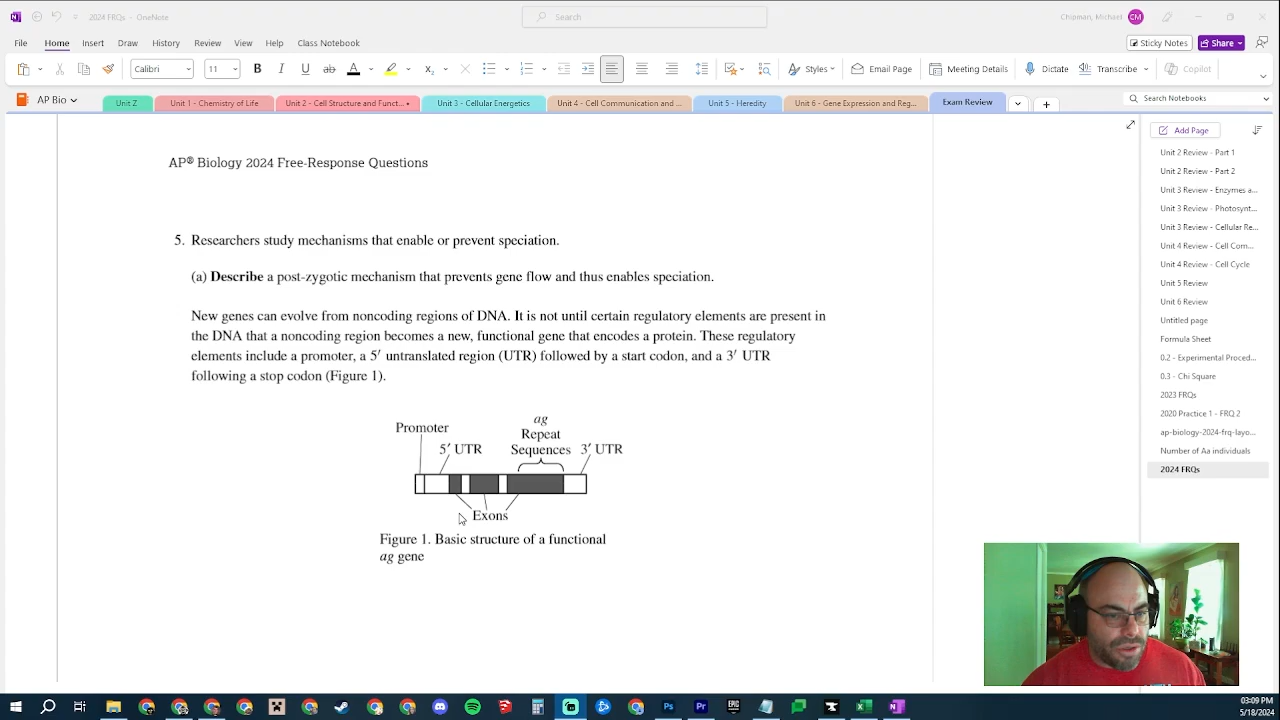 2024 FRQs - OneNote
Search
Chipman, Michael CM
File Home Insert Draw History Review View Help Class Notebook
Sticky Notes Share
Calibri 11 B I U ab A Styles Email Page Meeting Details Dictate Transcribe Copilot
AP Bio Unit Z Unit 1 - Chemistry of Life Unit 2 - Cell Structure and Funct... Unit 3 - Cellular Energetics Unit 4 - Cell Communication and ... Unit 5 - Heredity Unit 6 - Gene Expression and Reg... Exam Review Search Notebooks
Add Page
Unit 2 Review - Part 1
Unit 2 Review - Part 2
Unit 3 Review - Enzymes a...
Unit 3 Review - Photosynt...
Unit 3 Review - Cellular Re...
Unit 4 Review - Cell Com...
Unit 4 Review - Cell Cycle
Unit 5 Review
Unit 6 Review
Untitled page
Formula Sheet
0.2 - Experimental Proced...
0.3 - Chi Square
2023 FRQs
2020 Practice 1 - FRQ 2
ap-biology-2024-frq-layo...
Number of Aa individuals
2024 FRQs
AP® Biology 2024 Free-Response Questions
5. Researchers study mechanisms that enable or prevent speciation.
(a) Describe a post-zygotic mechanism that prevents gene flow and thus enables speciation.
New genes can evolve from noncoding regions of DNA. It is not until certain regulatory elements are present in
the DNA that a noncoding region becomes a new, functional gene that encodes a protein. These regulatory
elements include a promoter, a 5′ untranslated region (UTR) followed by a start codon, and a 3′ UTR
following a stop codon (Figure 1).
ag
Promoter Repeat
5′ UTR Sequences 3′ UTR
Exons
Figure 1. Basic structure of a functional
ag gene
03:09 PM
5/18/2024